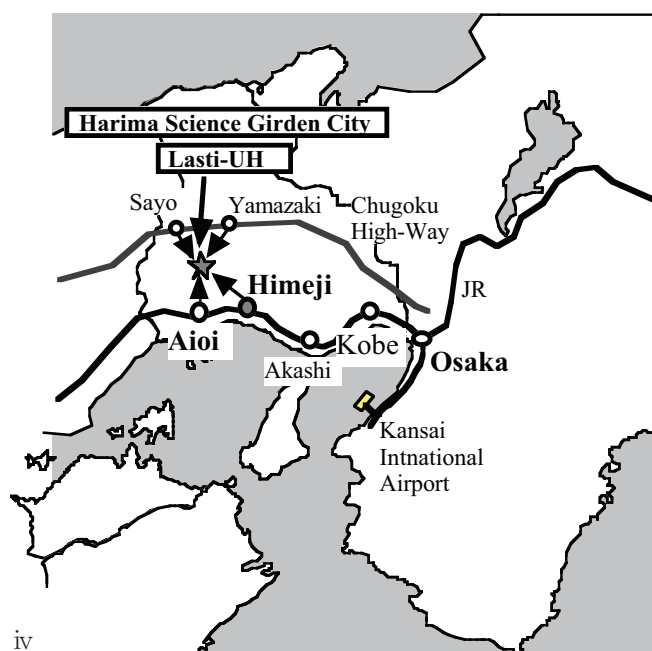 Harima Science Girden City
Lasti-UH
Sayo
Yamazaki
Chugoku
High-Way
JR
Himeji
Aioi
Akashi
Kobe
Osaka
Kansai
Intnational
Airport
iv